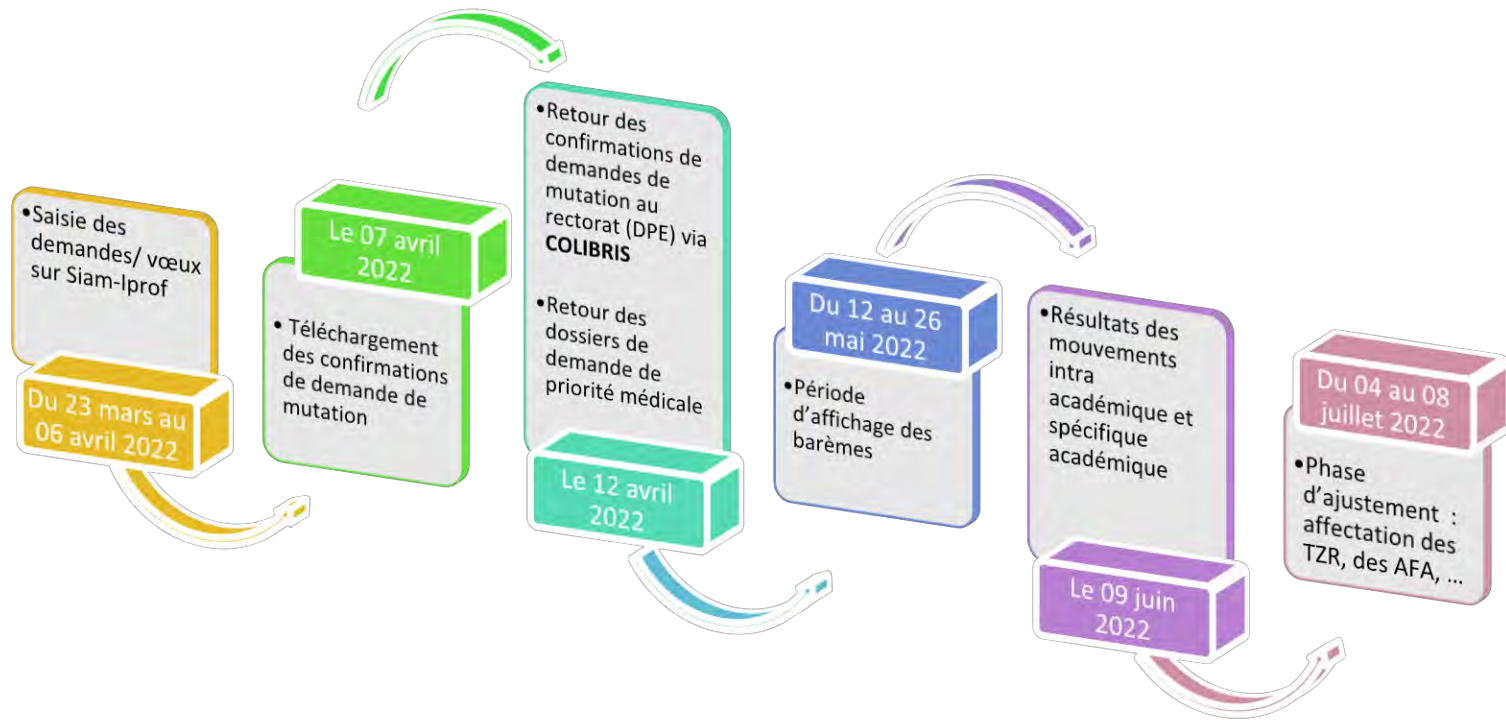 •Saisie des
demandes/ vœux
sur Siam-Iprof
Du 23 mars au
06 avril 2022
Le 07 avril
2022
• Téléchargement
des confirmations
de demande de
mutation
•Retour des
confirmations de
demandes de
mutation au
rectorat (DPE) via
COLIBRIS
•Retour des
dossiers de
demande de
priorité médicale
Le 12 avril
2022
Du 12 au 26
mai 2022
•Période
d’affichage des
barèmes
•Résultats des
mouvements
intra
académique et
spécifique
académique
Le 09 juin
2022
Du 04 au 08
juillet 2022
•Phase
d’ajustement :
affectation des
TZR, des AFA, …